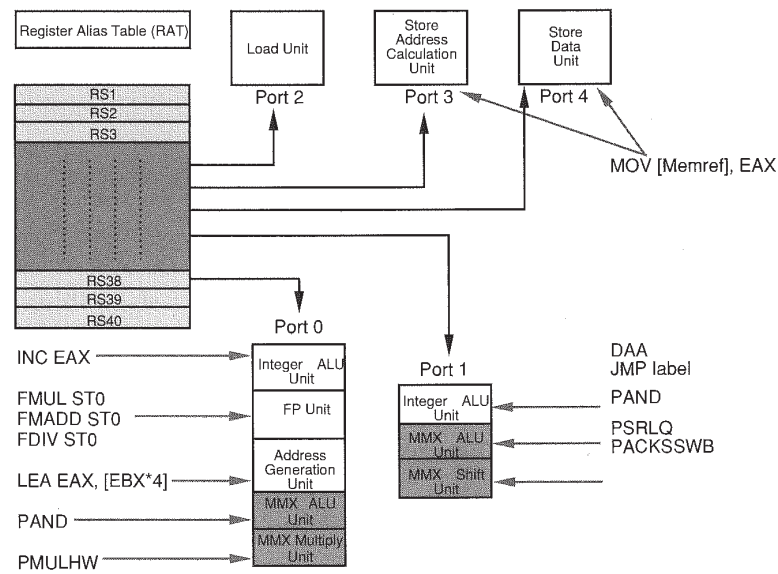 Register Alias Table (RAT)
Load Unit
Store
Address
Calculation
Unit
Store
Data
Unit
Port 2
Port 3
Port 4
RS1
RS2
RS3
MOV [Memref], EAX
RS38
RS39
RS40
Port 0
INC EAX
Integer ALU
Unit
FMUL ST0
FMADD ST0
FDIV ST0
FP Unit
LEA EAX, [EBX*4]
Address
Generation
Unit
PAND
MMX ALU
Unit
PMULHW
MMX Multiply
Unit
Port 1
Integer ALU
Unit
MMX ALU
Unit
MMX Shift
Unit
DAA
JMP label
PAND
PSRLQ
PACKSSWB